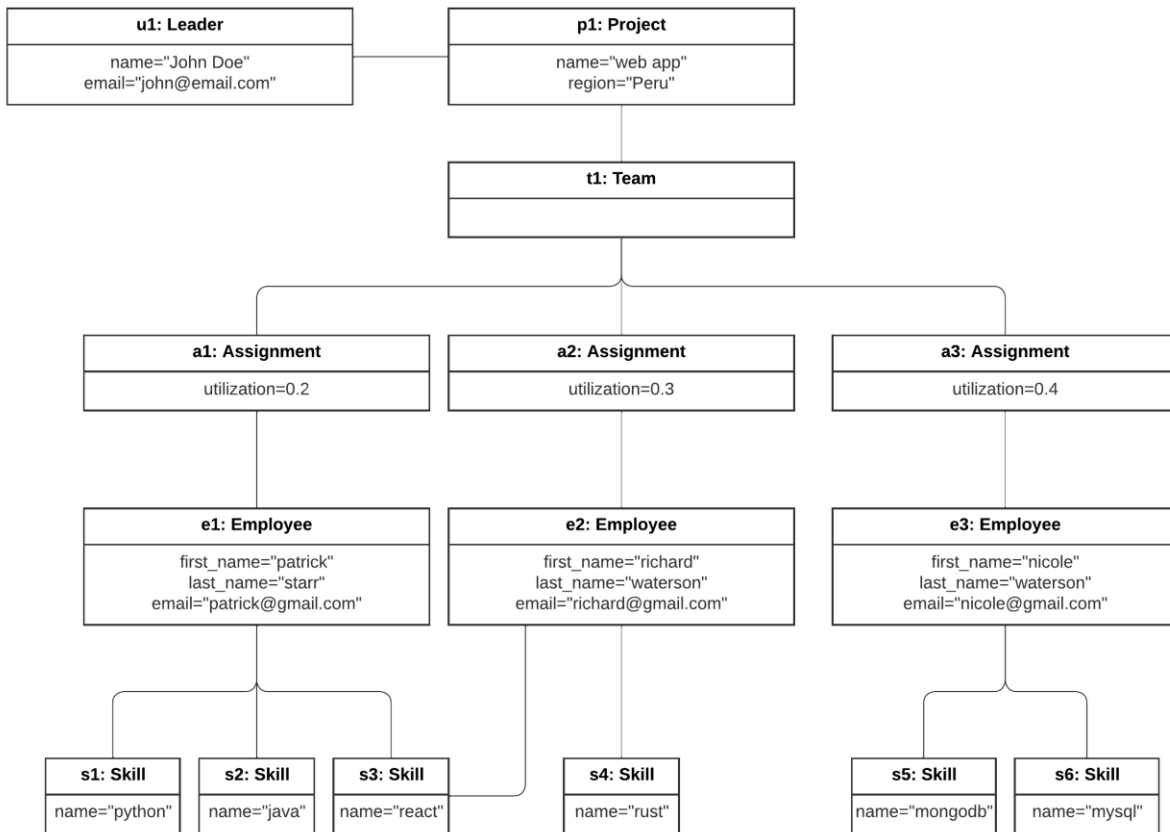 u1: Leader
name="John Doe"
email="john@email.com"
p1: Project
name="web app"
region="Peru"
t1: Team
a1: Assignment
utilization=0.2
a2: Assignment
utilization=0.3
a3: Assignment
utilization=0.4
e1: Employee
first_name="patrick"
last_name="starr"
email="patrick@gmail.com"
e2: Employee
first_name="richard"
last_name="waterson"
email="richard@gmail.com"
e3: Employee
first_name="nicole"
last_name="waterson"
email="nicole@gmail.com"
s1: Skill
name="python"
s2: Skill
name="java"
s3: Skill
name="react"
s4: Skill
name="rust"
s5: Skill
name="mongodb"
s6: Skill
name="mysql"